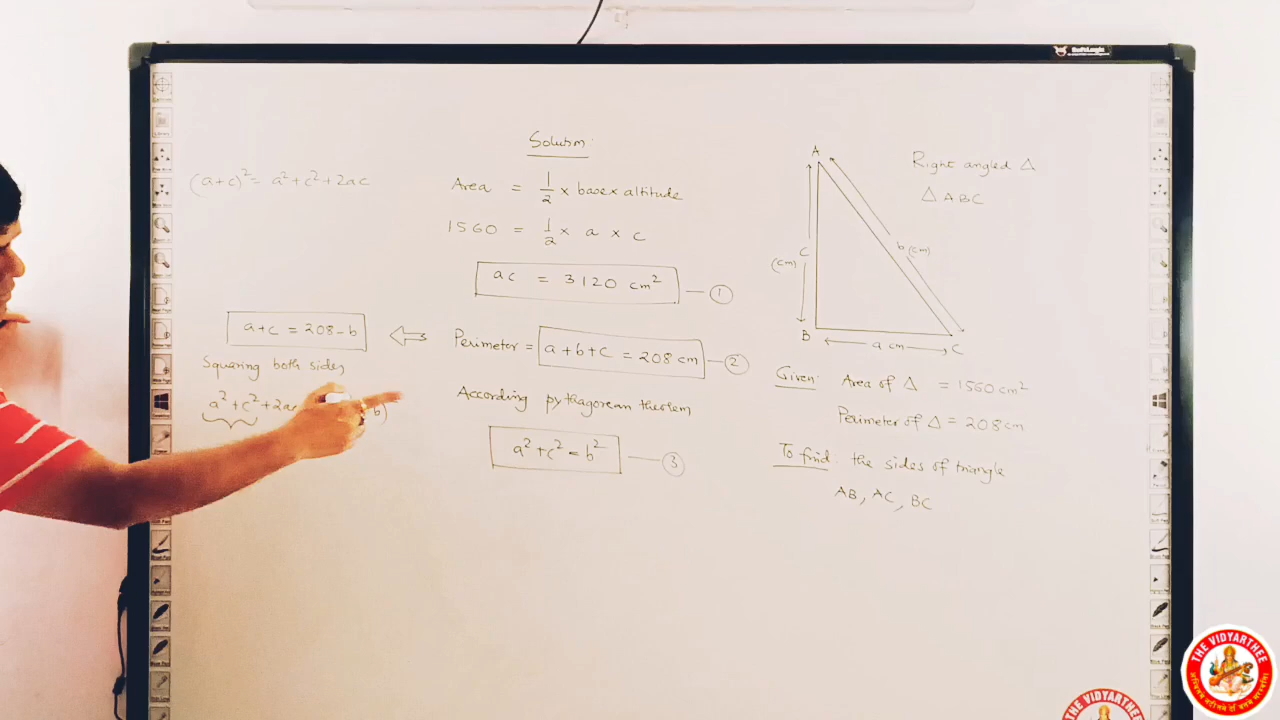 SoftLogic
Solution:
(a+c)² = a²+c²+2ac
Area = 1/2 × base × altitude
1560 = 1/2 × a × c
ac = 3120 cm² — ①
a+c = 208-b
Perimeter = a+b+c = 208 cm — ②
Squaring both sides
a²+c²+2a
b)
According pythagorean theorem
a²+c²=b² — ③
A
Right angled Δ
Δ ABC
b (cm)
C
(cm)
B
a cm
C
Given: Area of Δ = 1560 cm²
Perimeter of Δ = 208 cm
To find the sides of triangle
AB, AC, BC
THE VIDYARTHEE